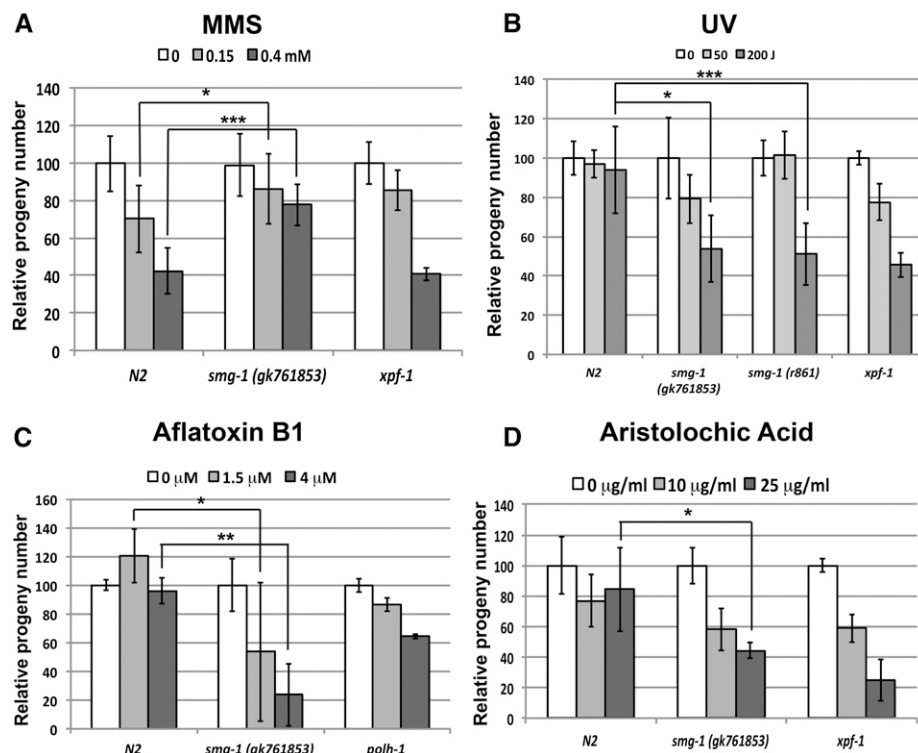 A
MMS
0 0.15 0.4 mM
Relative progeny number
140
120
100
80
60
40
20
0
*
***
N2
smg-1 (gk761853)
xpf-1
B
UV
0 50 200 J
Relative progeny number
140
120
100
80
60
40
20
0
***
*
N2
smg-1
(gk761853)
smg-1 (r861)
xpf-1
C
Aflatoxin B1
0 μM 1.5 μM 4 μM
Relative progeny number
160
140
120
100
80
60
40
20
0
*
**
N2
smg-1 (gk761853)
polh-1
D
Aristolochic Acid
0 μg/ml 10 μg/ml 25 μg/ml
Relative progeny number
140
120
100
80
60
40
20
0
*
N2
smg-1 (gk761853)
xpf-1